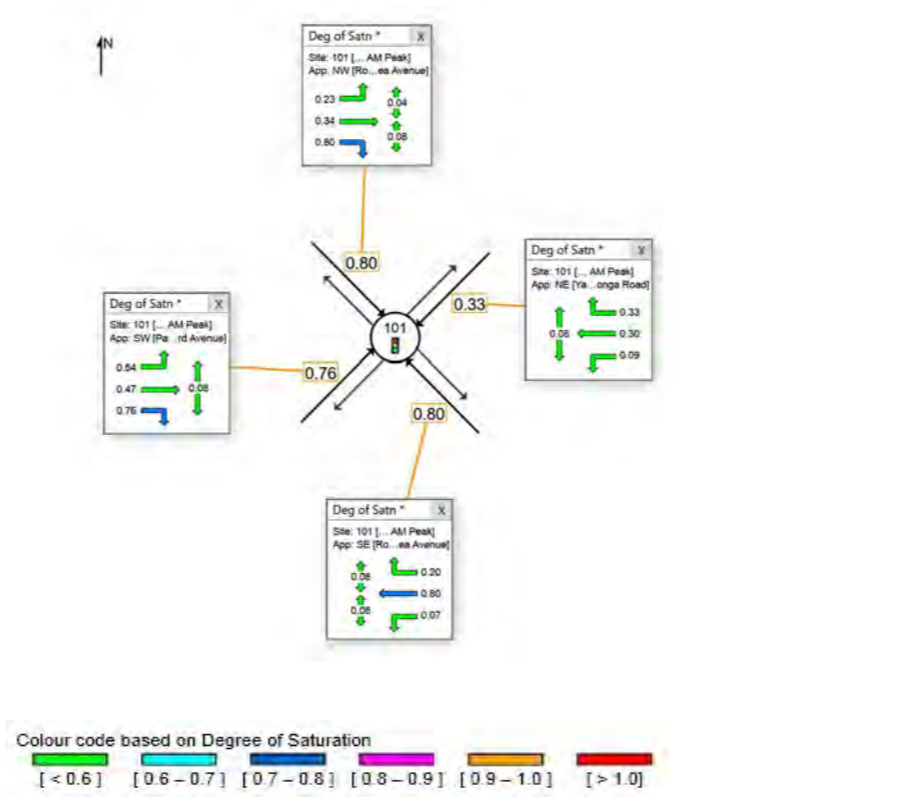 N
Deg of Satn * X
Site: 101 [... AM Peak]
App: NW [Ro...ea Avenue]
0.23
0.04
0.34
0.08
0.80
0.80
Deg of Satn * X
Site: 101 [... AM Peak]
App: NE [Ya...onga Road]
0.33
0.06
0.30
0.09
0.33
101
Deg of Satn * X
Site: 101 [... AM Peak]
App: SW [Pa...rd Avenue]
0.47
0.08
0.76
0.76
0.80
Deg of Satn * X
Site: 101 [... AM Peak]
App: SE [Ro...ea Avenue]
0.20
0.08
0.80
0.08
0.07
Colour code based on Degree of Saturation
[ < 0.6 ] [ 0.6 – 0.7 ] [ 0.7 – 0.8 ] [ 0.8 – 0.9 ] [ 0.9 – 1.0 ] [ > 1.0 ]